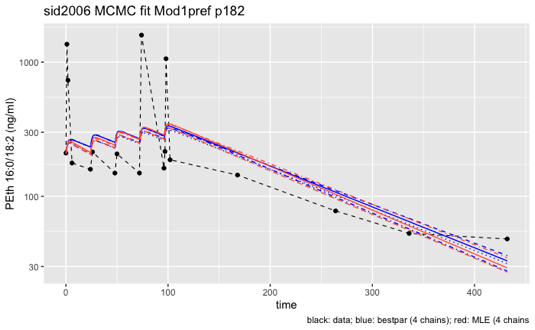 sid2006 MCMC fit Mod1pref p182
PEth 16:0/18:2 (ng/ml)
1000
300
100
30
0
100
200
300
400
time
black: data; blue: bestpar (4 chains); red: MLE (4 chains